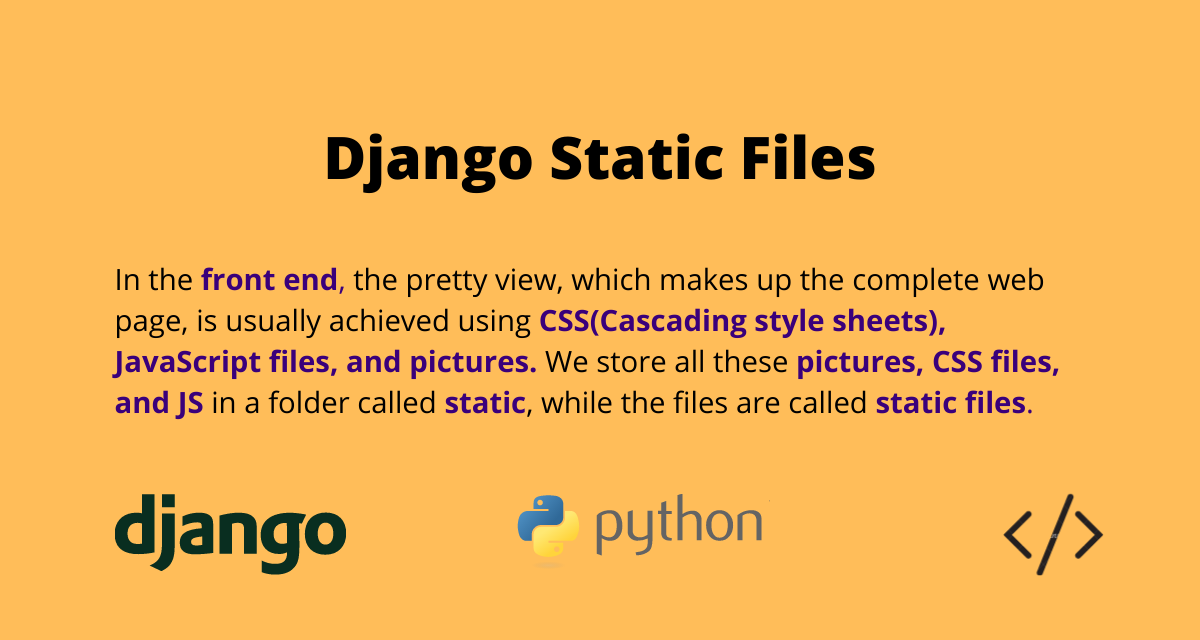 Django Static Files
In the front end, the pretty view, which makes up the complete web
page, is usually achieved using CSS(Cascading style sheets),
JavaScript files, and pictures. We store all these pictures, CSS files,
and JS in a folder called static, while the files are called static files.
django
python
</>